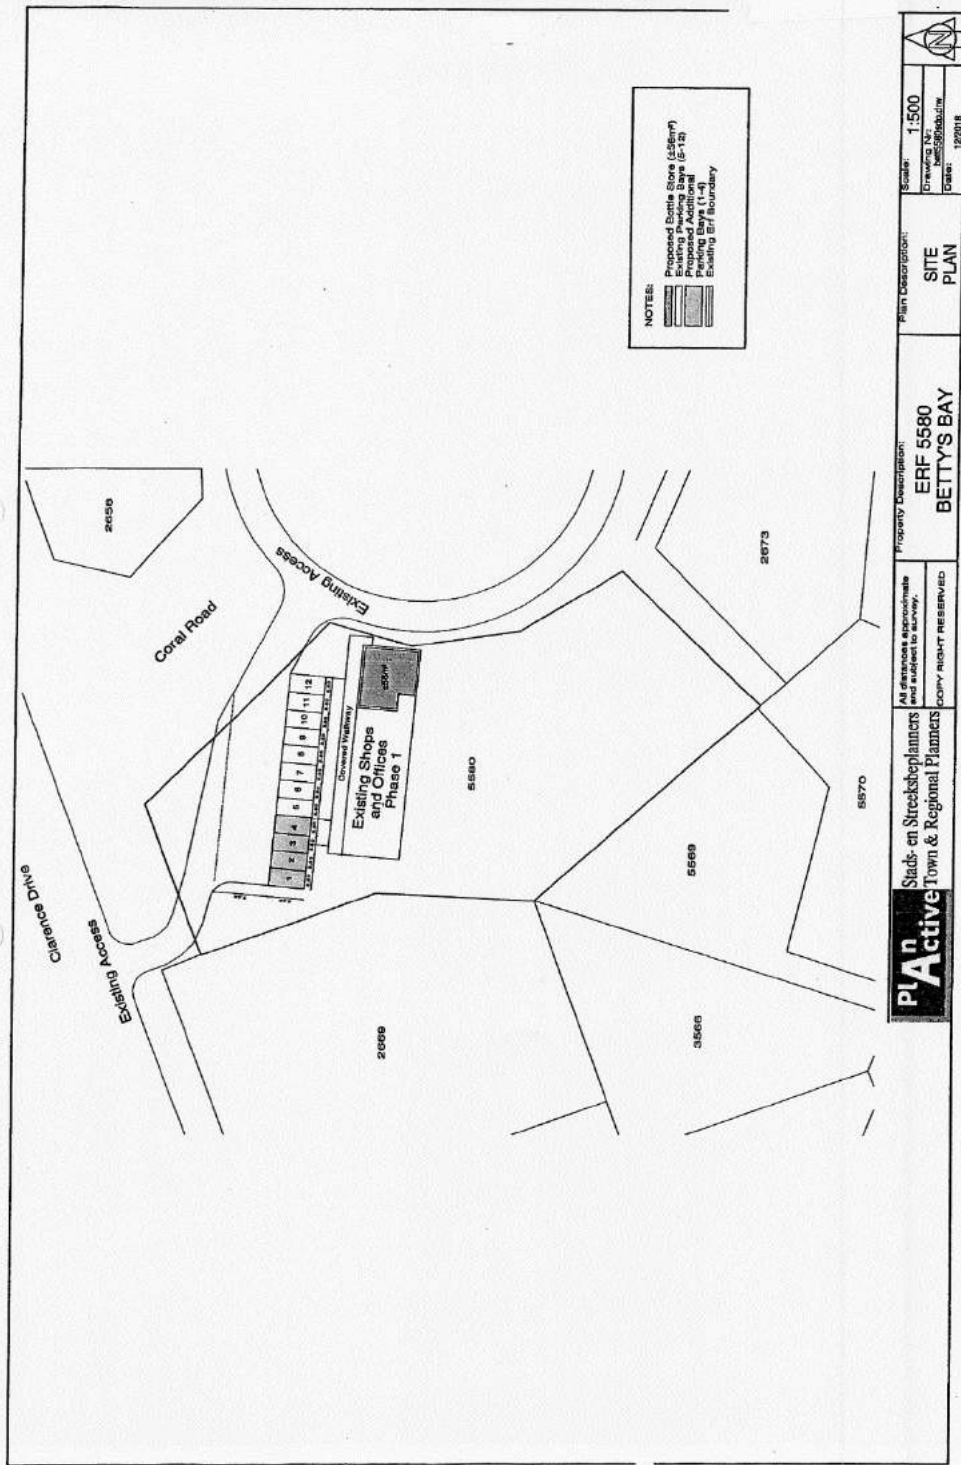 Clarence Drive
Existing Access
Coral Road
Existing Access
2658
1
2
3
4
5
6
7
8
9
10
11
12
Covered Walkway
Existing Shops
and Offices
Phase 1
±56m²
5580
2669
2673
5569
3566
5570
NOTES:
Proposed Bottle Store (±56m²)
Existing Parking Bays (5-12)
Proposed Additional
Parking Bays (1-4)
Existing Erf Boundary
PLAn
Active
Stads- en Streeksbeplanners
Town & Regional Planners
All distances approximate
and subject to survey.
COPY RIGHT RESERVED
Property Description:
ERF 5580
BETTY'S BAY
Plan Description:
SITE
PLAN
Scale:
1:500
Drawing Nr:
Date:
12/2018
N